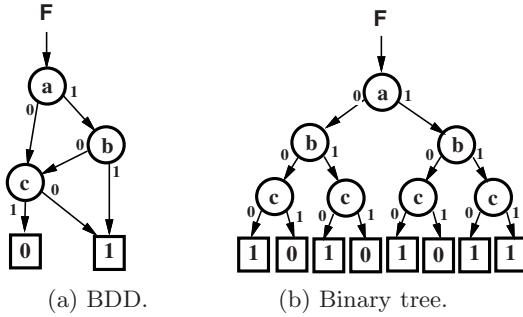 F F
a a
0 1 0 1
b b b
0 0 1 0 1
c c c c c
1 0 1 0 1 0 1 0 1 0 1
0 1 1 0 1 0 1 0 1 1
(a) BDD. (b) Binary tree.